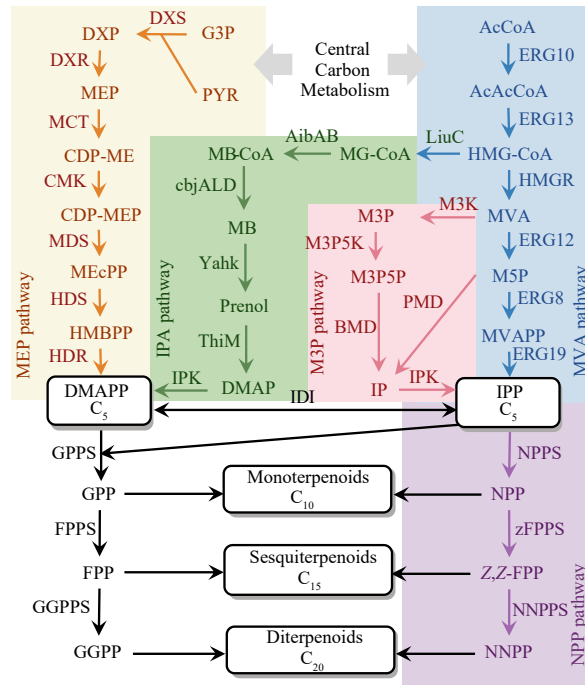 DXS
DXP
G3P
AcCoA
DXR
Central
Carbon
Metabolism
ERG10
MEP
PYR
AcAcCoA
MCT
ERG13
AibAB
LiuC
CDP-ME
MB-CoA
MG-CoA
HMG-CoA
CMK
cbjALD
HMGR
M3K
CDP-MEP
MB
M3P
MVA
MDS
M3P5K
ERG12
MEcPP
Yahk
M3P5P
M5P
HDS
Prenol
PMD
ERG8
HMBPP
ThiM
BMD
MVAPP
HDR
ERG19
MEP pathway
IPA pathway
M3P pathway
MVA pathway
DMAPP
C5
IPK
DMAP
IP
IPK
IPP
C5
IDI
GPPS
NPPS
GPP
Monoterpenoids
C10
NPP
FPPS
zFPPS
FPP
Sesquiterpenoids
C15
Z,Z-FPP
GGPPS
NNPPS
GGPP
Diterpenoids
C20
NNPP
NPP pathway